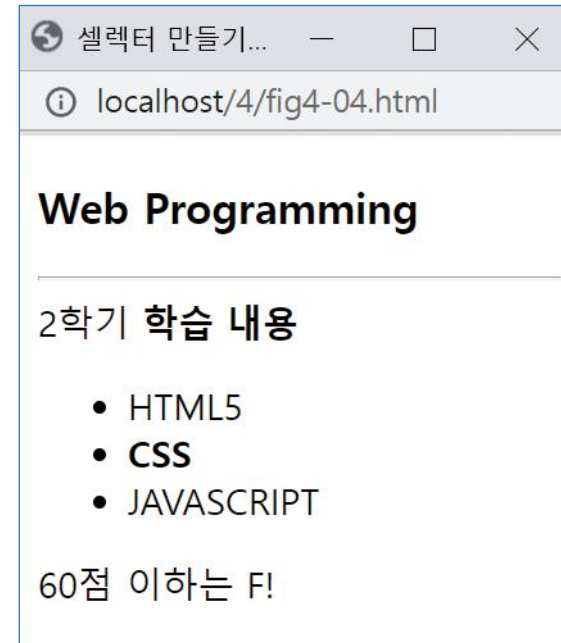 셀렉터 만들기...
localhost/4/fig4-04.html
Web Programming
2학기 학습 내용
HTML5
CSS
JAVASCRIPT
60점 이하는 F!